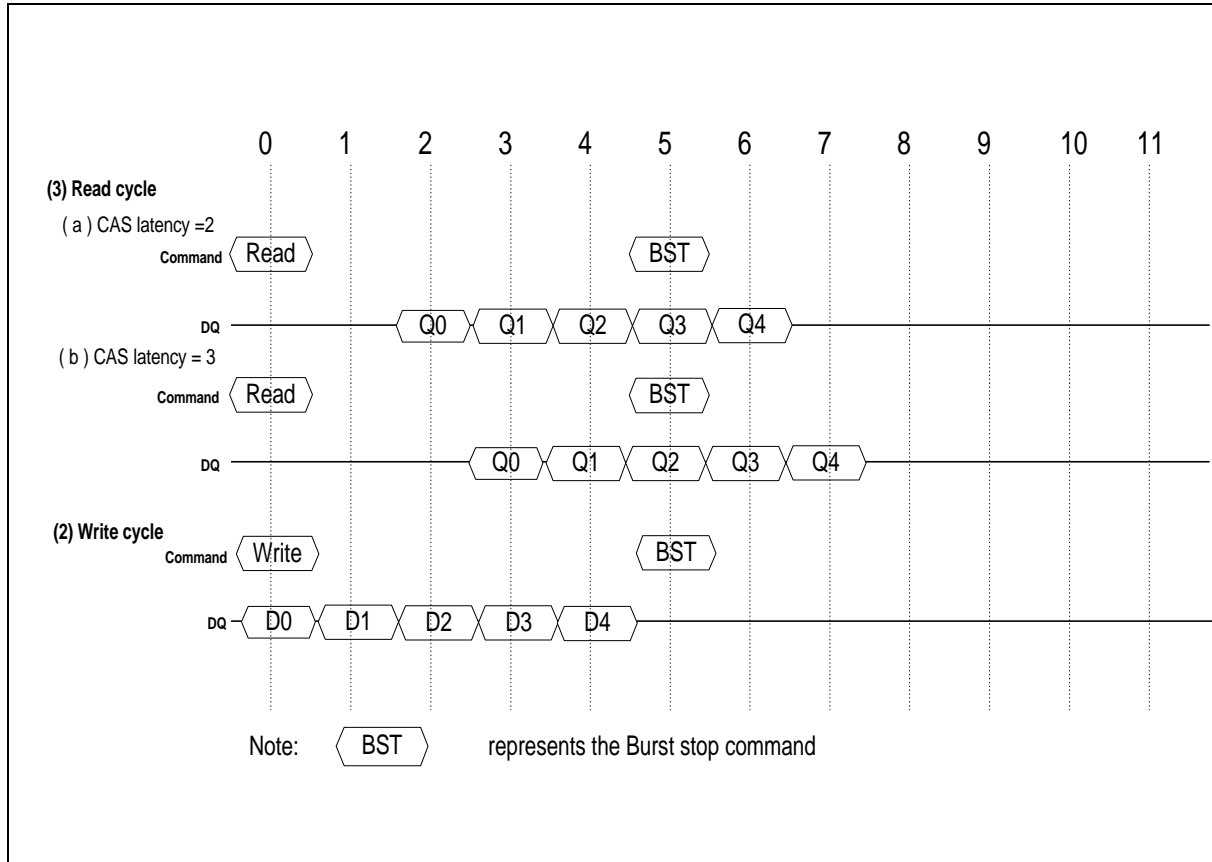 0 1 2 3 4 5 6 7 8 9 10 11
(3) Read cycle
( a ) CAS latency =2
Command Read BST
DQ Q0 Q1 Q2 Q3 Q4
( b ) CAS latency = 3
Command Read BST
DQ Q0 Q1 Q2 Q3 Q4
(2) Write cycle
Command Write BST
DQ D0 D1 D2 D3 D4
Note: BST represents the Burst stop command